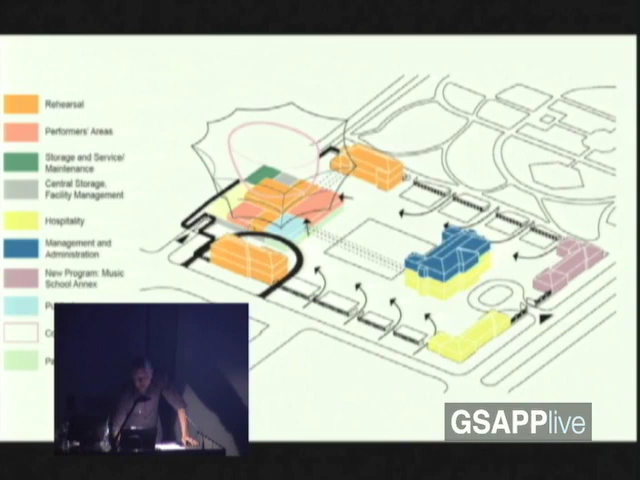 Rehearsal
Performers' Areas
Storage and Service/
Maintenance
Central Storage,
Facility Management
Hospitality
Management and
Administration
New Program: Music
School Annex
GSAPPlive